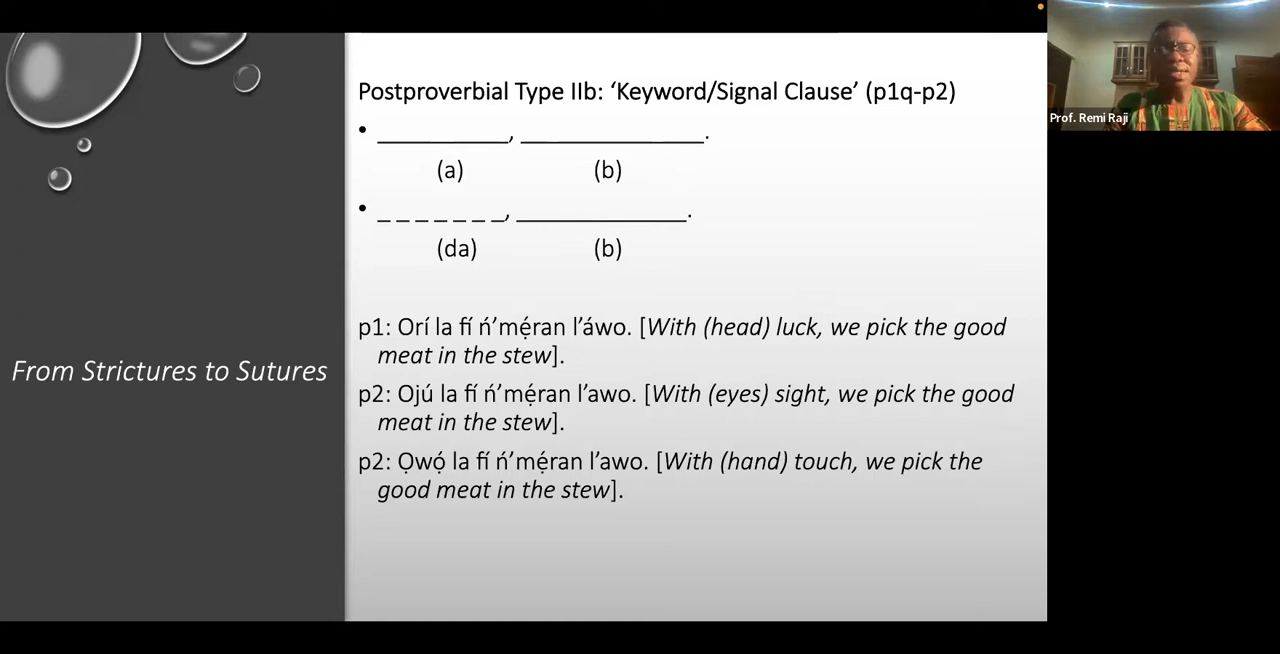 Postproverbial Type IIb: ‘Keyword/Signal Clause’ (p1q-p2)
• ___________, _______________.
(a) (b)
• _ _ _ _ _ _ _, ______________.
(da) (b)
p1: Orí la fí ń’mẹ́ran l’áwo. [With (head) luck, we pick the good
meat in the stew].
p2: Ojú la fí ń’mẹ́ran l’awo. [With (eyes) sight, we pick the good
meat in the stew].
p2: Ọwọ́ la fí ń’mẹ́ran l’awo. [With (hand) touch, we pick the
good meat in the stew].
From Strictures to Sutures
Prof. Remi Raji